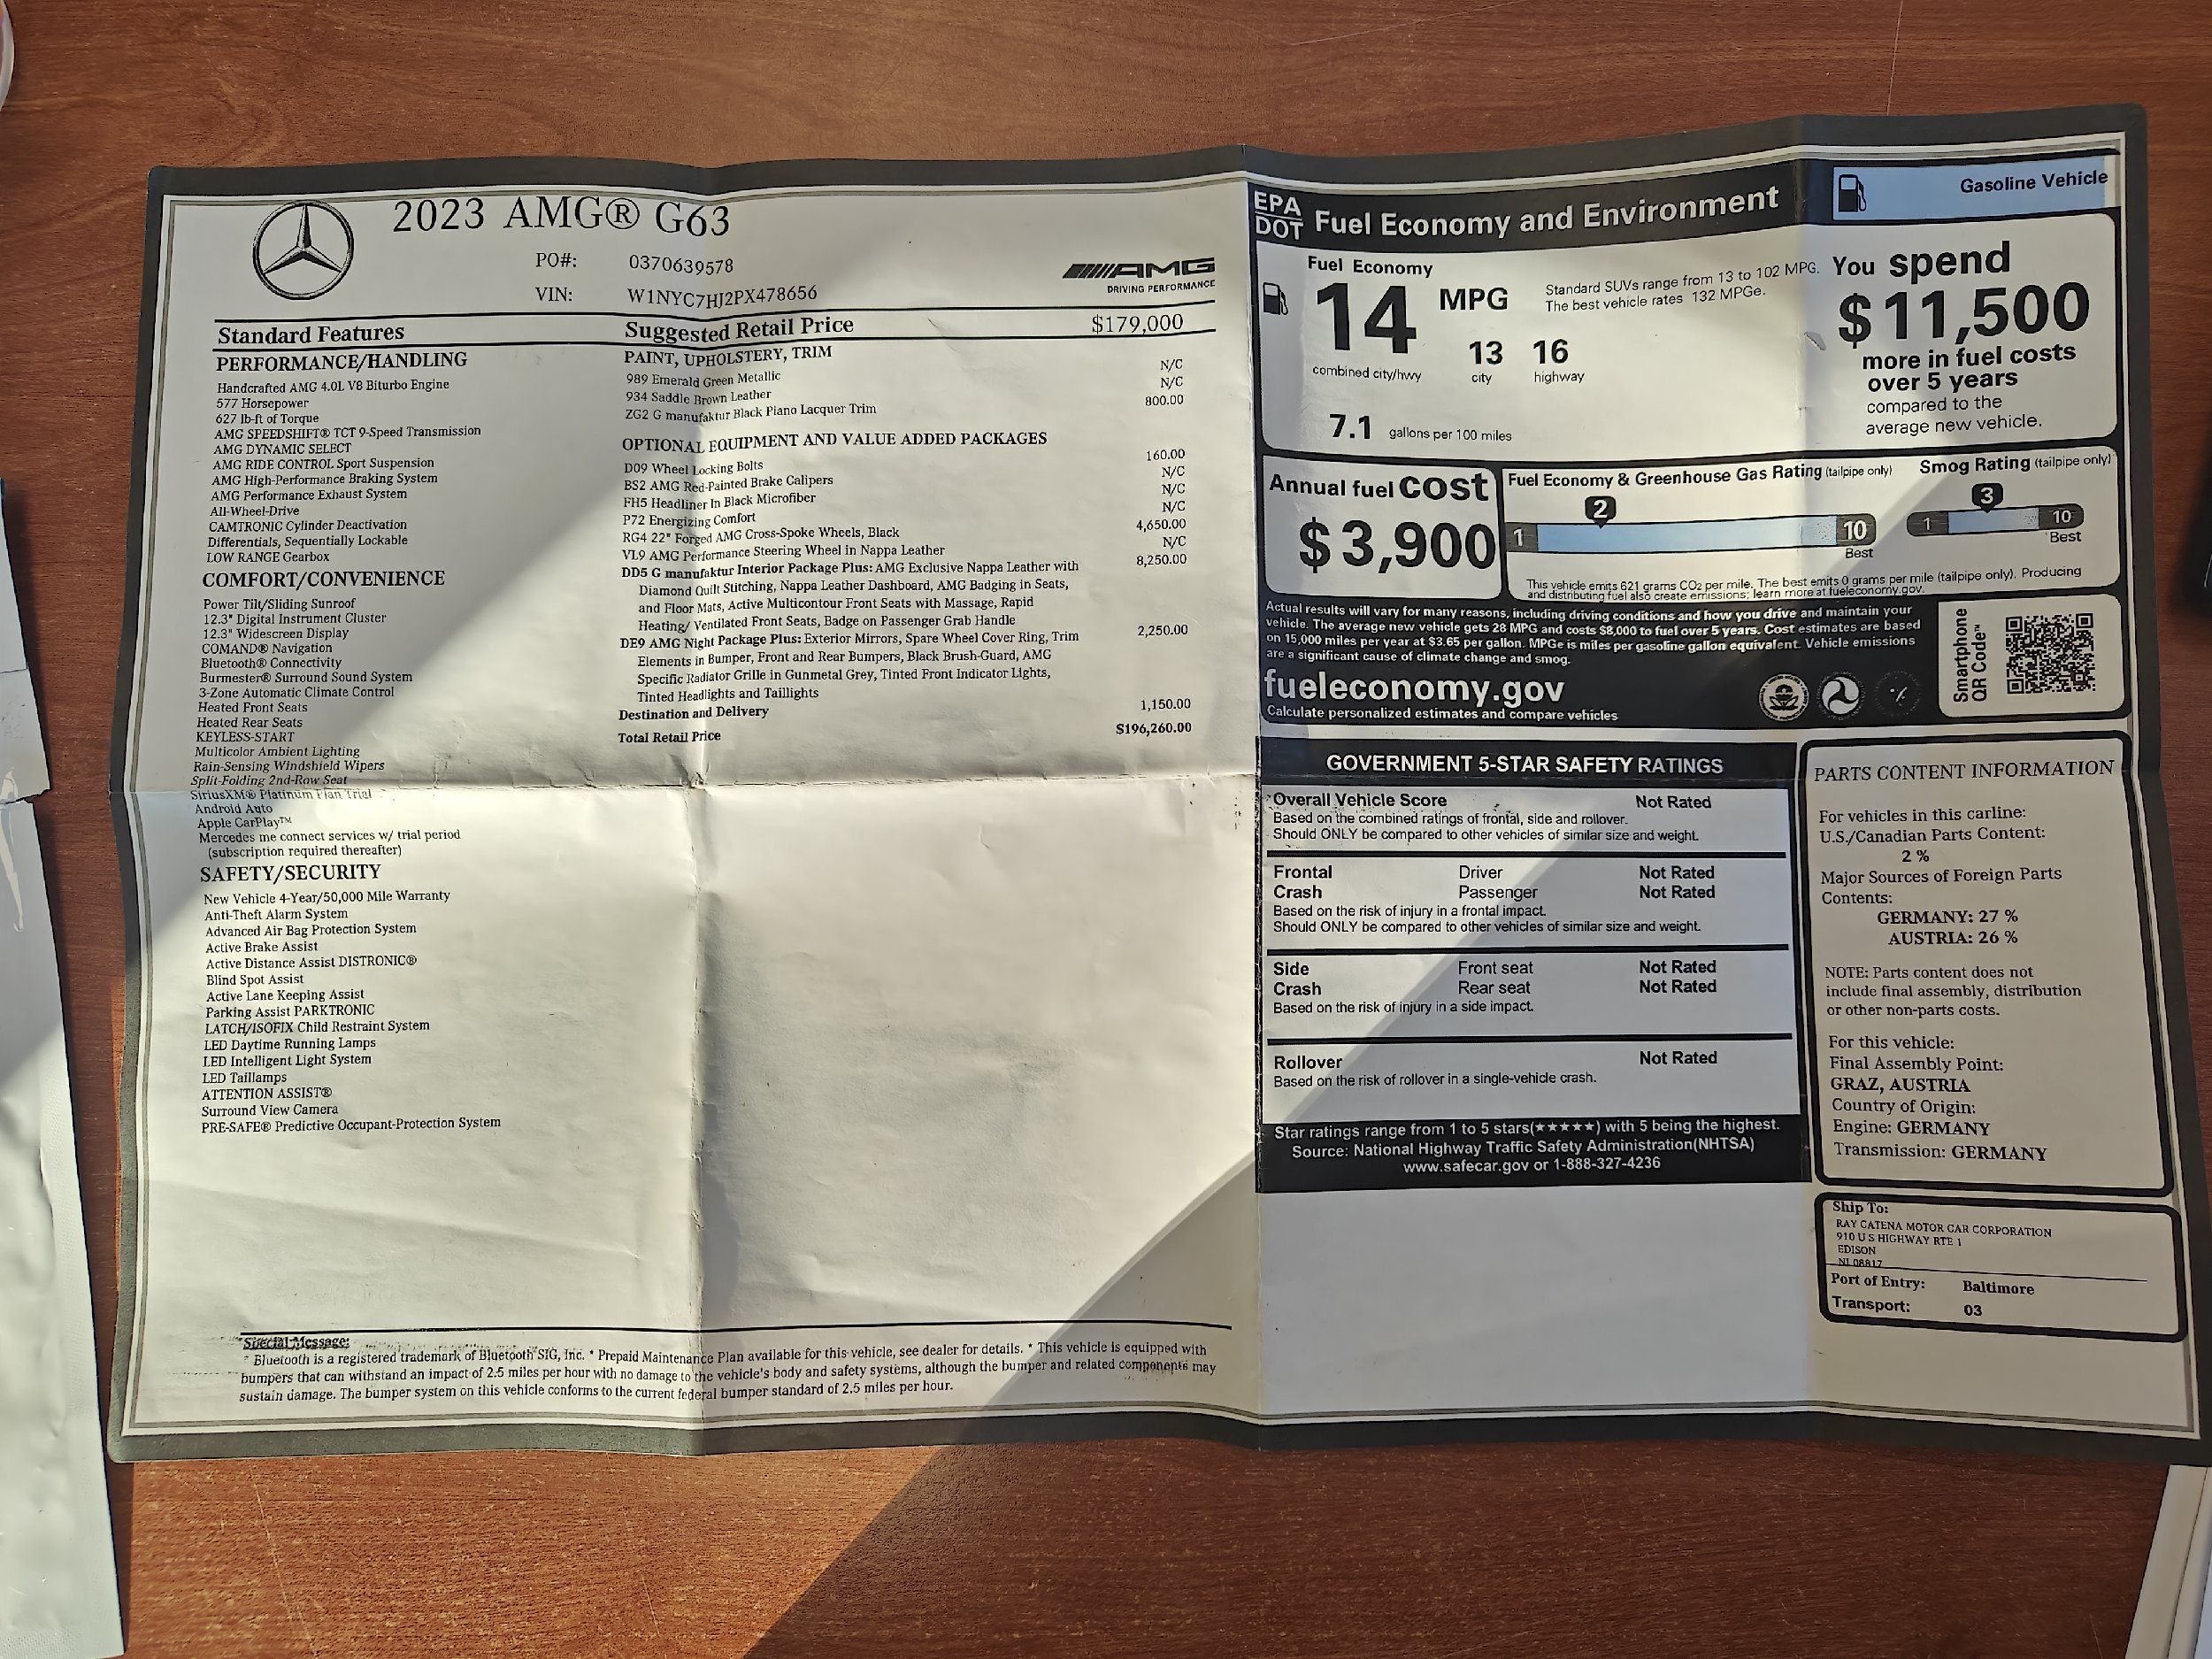 2023 AMG® G63
PO#: 0370639578
VIN: W1NYC7HJ2PX478656
AMG
DRIVING PERFORMANCE
Standard Features
Suggested Retail Price $179,000
PERFORMANCE/HANDLING
Handcrafted AMG 4.0L V8 Biturbo Engine
577 Horsepower
627 lb-ft of Torque
AMG SPEEDSHIFT® TCT 9-Speed Transmission
AMG DYNAMIC SELECT
AMG RIDE CONTROL Sport Suspension
AMG High-Performance Braking System
AMG Performance Exhaust System
All-Wheel-Drive
CAMTRONIC Cylinder Deactivation
Differentials, Sequentially Lockable
LOW RANGE Gearbox
COMFORT/CONVENIENCE
Power Tilt/Sliding Sunroof
12.3" Digital Instrument Cluster
12.3" Widescreen Display
COMAND® Navigation
Bluetooth® Connectivity
Burmester® Surround Sound System
3-Zone Automatic Climate Control
Heated Front Seats
Heated Rear Seats
KEYLESS-START
Multicolor Ambient Lighting
Rain-Sensing Windshield Wipers
Split-Folding 2nd-Row Seat
SiriusXM® Platinum Plan Trial
Android Auto
Apple CarPlay™
Mercedes me connect services w/ trial period
(subscription required thereafter)
SAFETY/SECURITY
New Vehicle 4-Year/50,000 Mile Warranty
Anti-Theft Alarm System
Advanced Air Bag Protection System
Active Brake Assist
Active Distance Assist DISTRONIC®
Blind Spot Assist
Active Lane Keeping Assist
Parking Assist PARKTRONIC
LATCH/ISOFIX Child Restraint System
LED Daytime Running Lamps
LED Intelligent Light System
LED Taillamps
ATTENTION ASSIST®
Surround View Camera
PRE-SAFE® Predictive Occupant-Protection System
PAINT, UPHOLSTERY, TRIM
989 Emerald Green Metallic N/C
934 Saddle Brown Leather N/C
ZG2 G manufaktur Black Piano Lacquer Trim 800.00
OPTIONAL EQUIPMENT AND VALUE ADDED PACKAGES
D09 Wheel Locking Bolts 160.00
BS2 AMG Red-Painted Brake Calipers N/C
FH5 Headliner In Black Microfiber N/C
P72 Energizing Comfort N/C
RG4 22" Forged AMG Cross-Spoke Wheels, Black 4,650.00
VL9 AMG Performance Steering Wheel in Nappa Leather N/C
DD5 G manufaktur Interior Package Plus: AMG Exclusive Nappa Leather with 8,250.00
Diamond Quilt Stitching, Nappa Leather Dashboard, AMG Badging in Seats,
and Floor Mats, Active Multicontour Front Seats with Massage, Rapid
Heating/ Ventilated Front Seats, Badge on Passenger Grab Handle
DE9 AMG Night Package Plus: Exterior Mirrors, Spare Wheel Cover Ring, Trim 2,250.00
Elements in Bumper, Front and Rear Bumpers, Black Brush-Guard, AMG
Specific Radiator Grille in Gunmetal Grey, Tinted Front Indicator Lights,
Tinted Headlights and Taillights
Destination and Delivery 1,150.00
Total Retail Price $196,260.00
Special Message:
* Bluetooth is a registered trademark of Bluetooth SIG, Inc. * Prepaid Maintenance Plan available for this vehicle, see dealer for details. * This vehicle is equipped with
bumpers that can withstand an impact of 2.5 miles per hour with no damage to the vehicle's body and safety systems, although the bumper and related components may
sustain damage. The bumper system on this vehicle conforms to the current federal bumper standard of 2.5 miles per hour.
EPA
DOT Fuel Economy and Environment
Gasoline Vehicle
Fuel Economy
14 MPG
combined city/hwy
13 city
16 highway
Standard SUVs range from 13 to 102 MPG.
The best vehicle rates 132 MPGe.
7.1 gallons per 100 miles
You spend
$11,500
more in fuel costs
over 5 years
compared to the
average new vehicle.
Annual fuel cost
$3,900
Fuel Economy & Greenhouse Gas Rating (tailpipe only)
2
1 10
Best
Smog Rating (tailpipe only)
3
1 10
Best
This vehicle emits 621 grams CO2 per mile. The best emits 0 grams per mile (tailpipe only). Producing
and distributing fuel also create emissions; learn more at fueleconomy.gov.
Actual results will vary for many reasons, including driving conditions and how you drive and maintain your
vehicle. The average new vehicle gets 28 MPG and costs $8,000 to fuel over 5 years. Cost estimates are based
on 15,000 miles per year at $3.65 per gallon. MPGe is miles per gasoline gallon equivalent. Vehicle emissions
are a significant cause of climate change and smog.
fueleconomy.gov
Calculate personalized estimates and compare vehicles
Smartphone
QR Code™
GOVERNMENT 5-STAR SAFETY RATINGS
Overall Vehicle Score Not Rated
Based on the combined ratings of frontal, side and rollover.
Should ONLY be compared to other vehicles of similar size and weight.
Frontal Driver Not Rated
Crash Passenger Not Rated
Based on the risk of injury in a frontal impact.
Should ONLY be compared to other vehicles of similar size and weight.
Side Front seat Not Rated
Crash Rear seat Not Rated
Based on the risk of injury in a side impact.
Rollover Not Rated
Based on the risk of rollover in a single-vehicle crash.
Star ratings range from 1 to 5 stars(★★★★★) with 5 being the highest.
Source: National Highway Traffic Safety Administration(NHTSA)
www.safecar.gov or 1-888-327-4236
PARTS CONTENT INFORMATION
For vehicles in this carline:
U.S./Canadian Parts Content:
2 %
Major Sources of Foreign Parts
Contents:
GERMANY: 27 %
AUSTRIA: 26 %
NOTE: Parts content does not
include final assembly, distribution
or other non-parts costs.
For this vehicle:
Final Assembly Point:
GRAZ, AUSTRIA
Country of Origin:
Engine: GERMANY
Transmission: GERMANY
Ship To:
RAY CATENA MOTOR CAR CORPORATION
910 U S HIGHWAY RTE 1
EDISON
NJ 08817
Port of Entry: Baltimore
Transport: 03